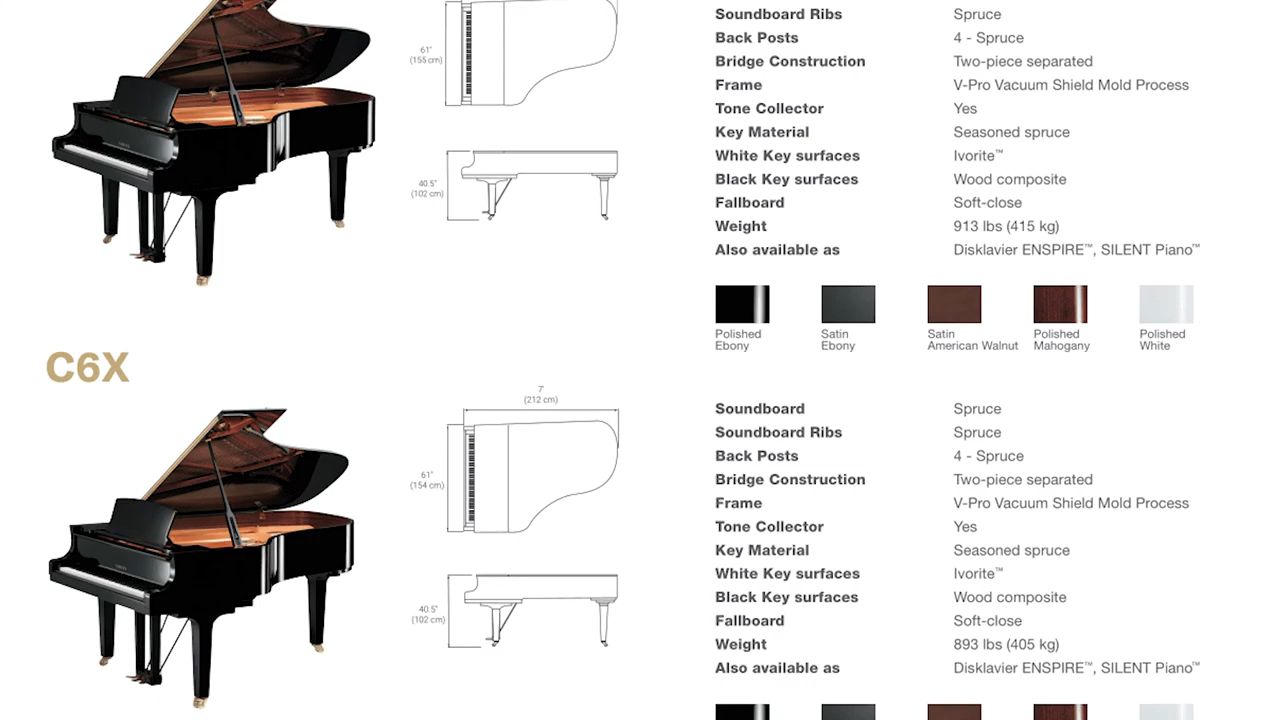 Soundboard Ribs Spruce
Back Posts 4 - Spruce
Bridge Construction Two-piece separated
Frame V-Pro Vacuum Shield Mold Process
Tone Collector Yes
Key Material Seasoned spruce
White Key surfaces Ivorite™
Black Key surfaces Wood composite
Fallboard Soft-close
Weight 913 lbs (415 kg)
Also available as Disklavier ENSPIRE™, SILENT Piano™
61"
(155 cm)
40.5"
(102 cm)
Polished
Ebony
Satin
Ebony
Satin
American Walnut
Polished
Mahogany
Polished
White
C6X
7'
(212 cm)
61"
(154 cm)
40.5"
(102 cm)
Soundboard Spruce
Soundboard Ribs Spruce
Back Posts 4 - Spruce
Bridge Construction Two-piece separated
Frame V-Pro Vacuum Shield Mold Process
Tone Collector Yes
Key Material Seasoned spruce
White Key surfaces Ivorite™
Black Key surfaces Wood composite
Fallboard Soft-close
Weight 893 lbs (405 kg)
Also available as Disklavier ENSPIRE™, SILENT Piano™